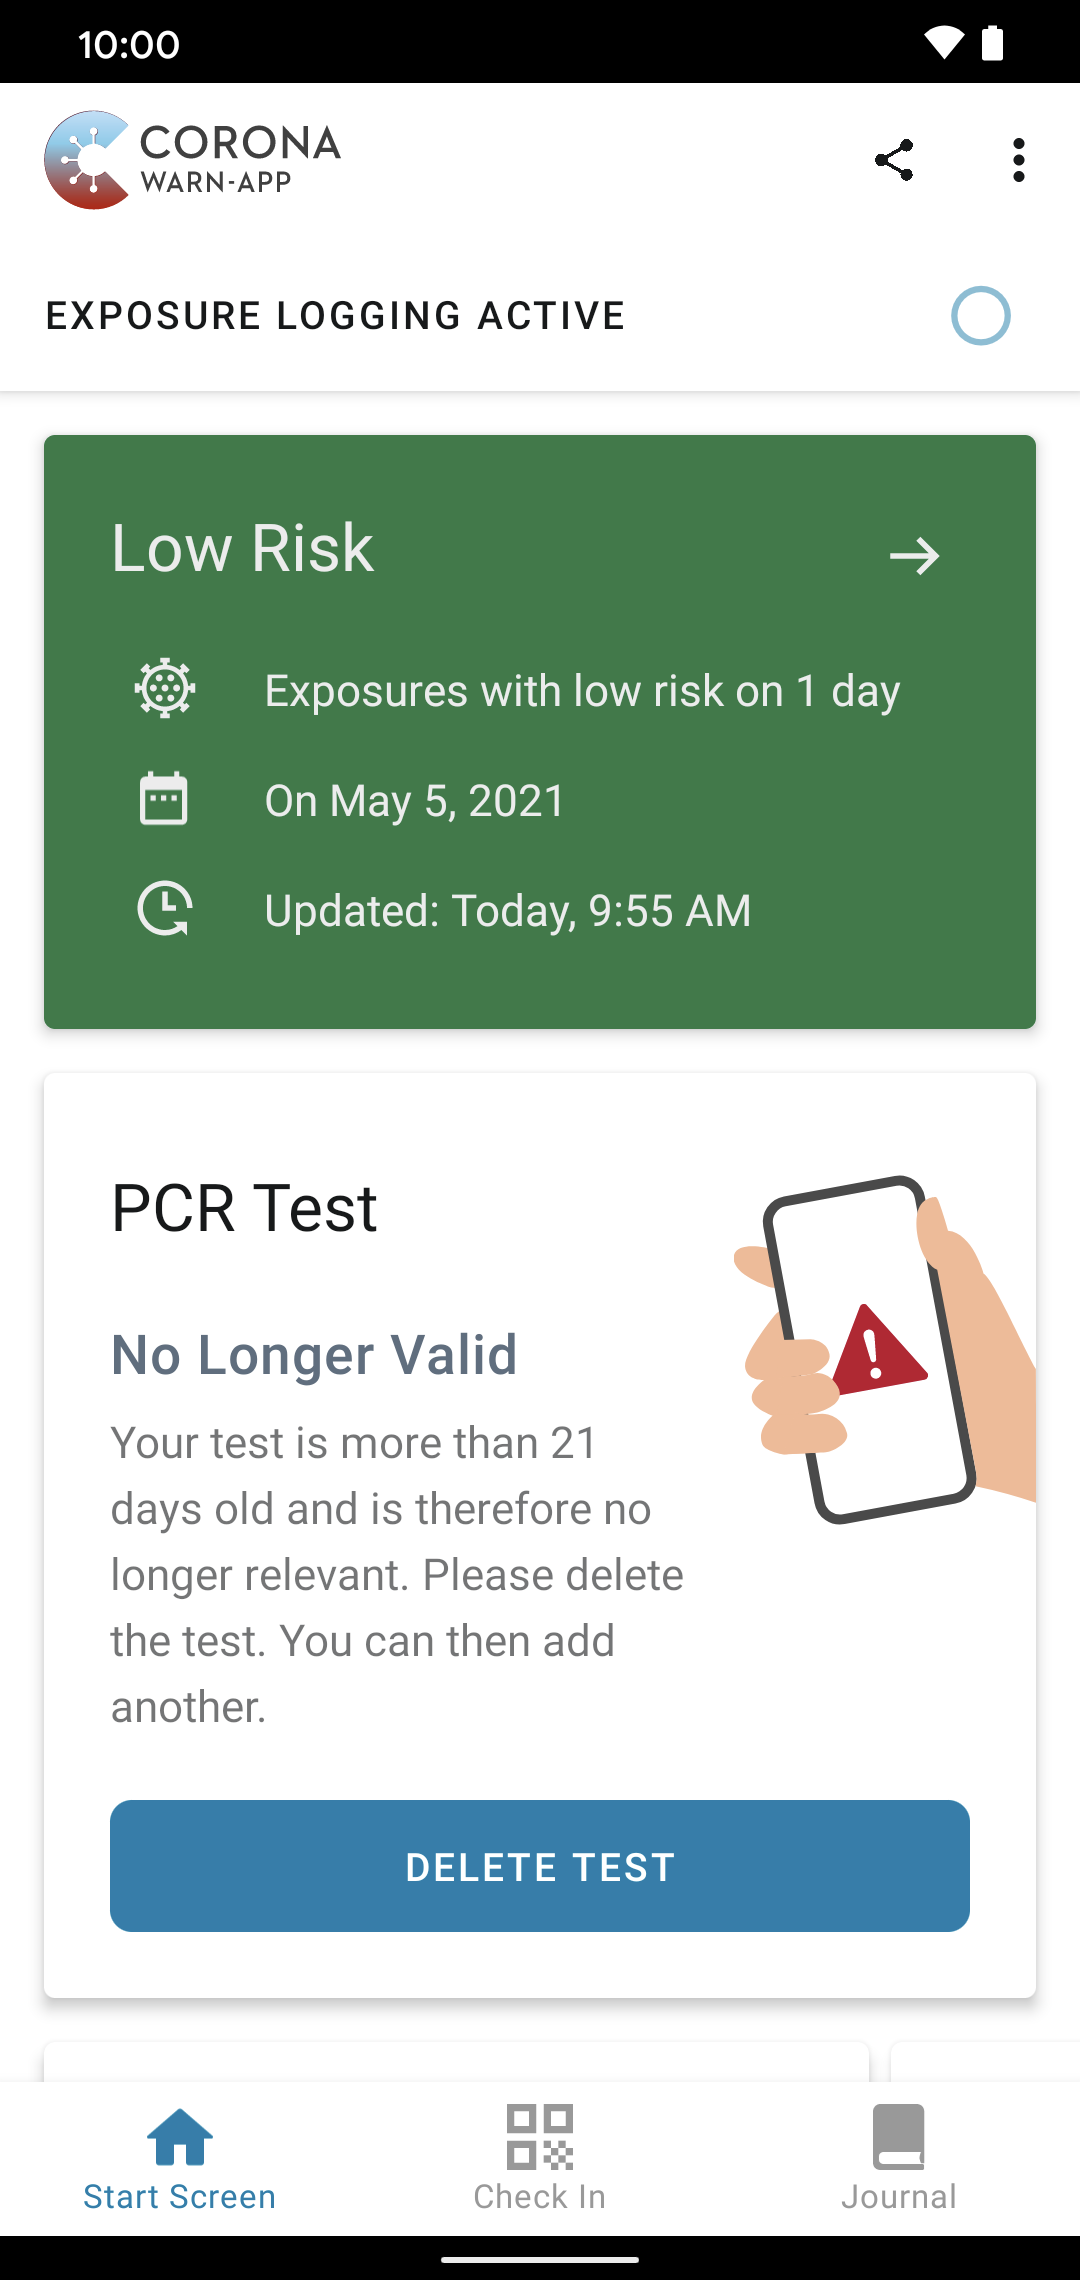 10:00
CORONA
WARN-APP
EXPOSURE LOGGING ACTIVE
Low Risk
Exposures with low risk on 1 day
On May 5, 2021
Updated: Today, 9:55 AM
PCR Test
No Longer Valid
Your test is more than 21
days old and is therefore no
longer relevant. Please delete
the test. You can then add
another.
DELETE TEST
Start Screen
Check In
Journal